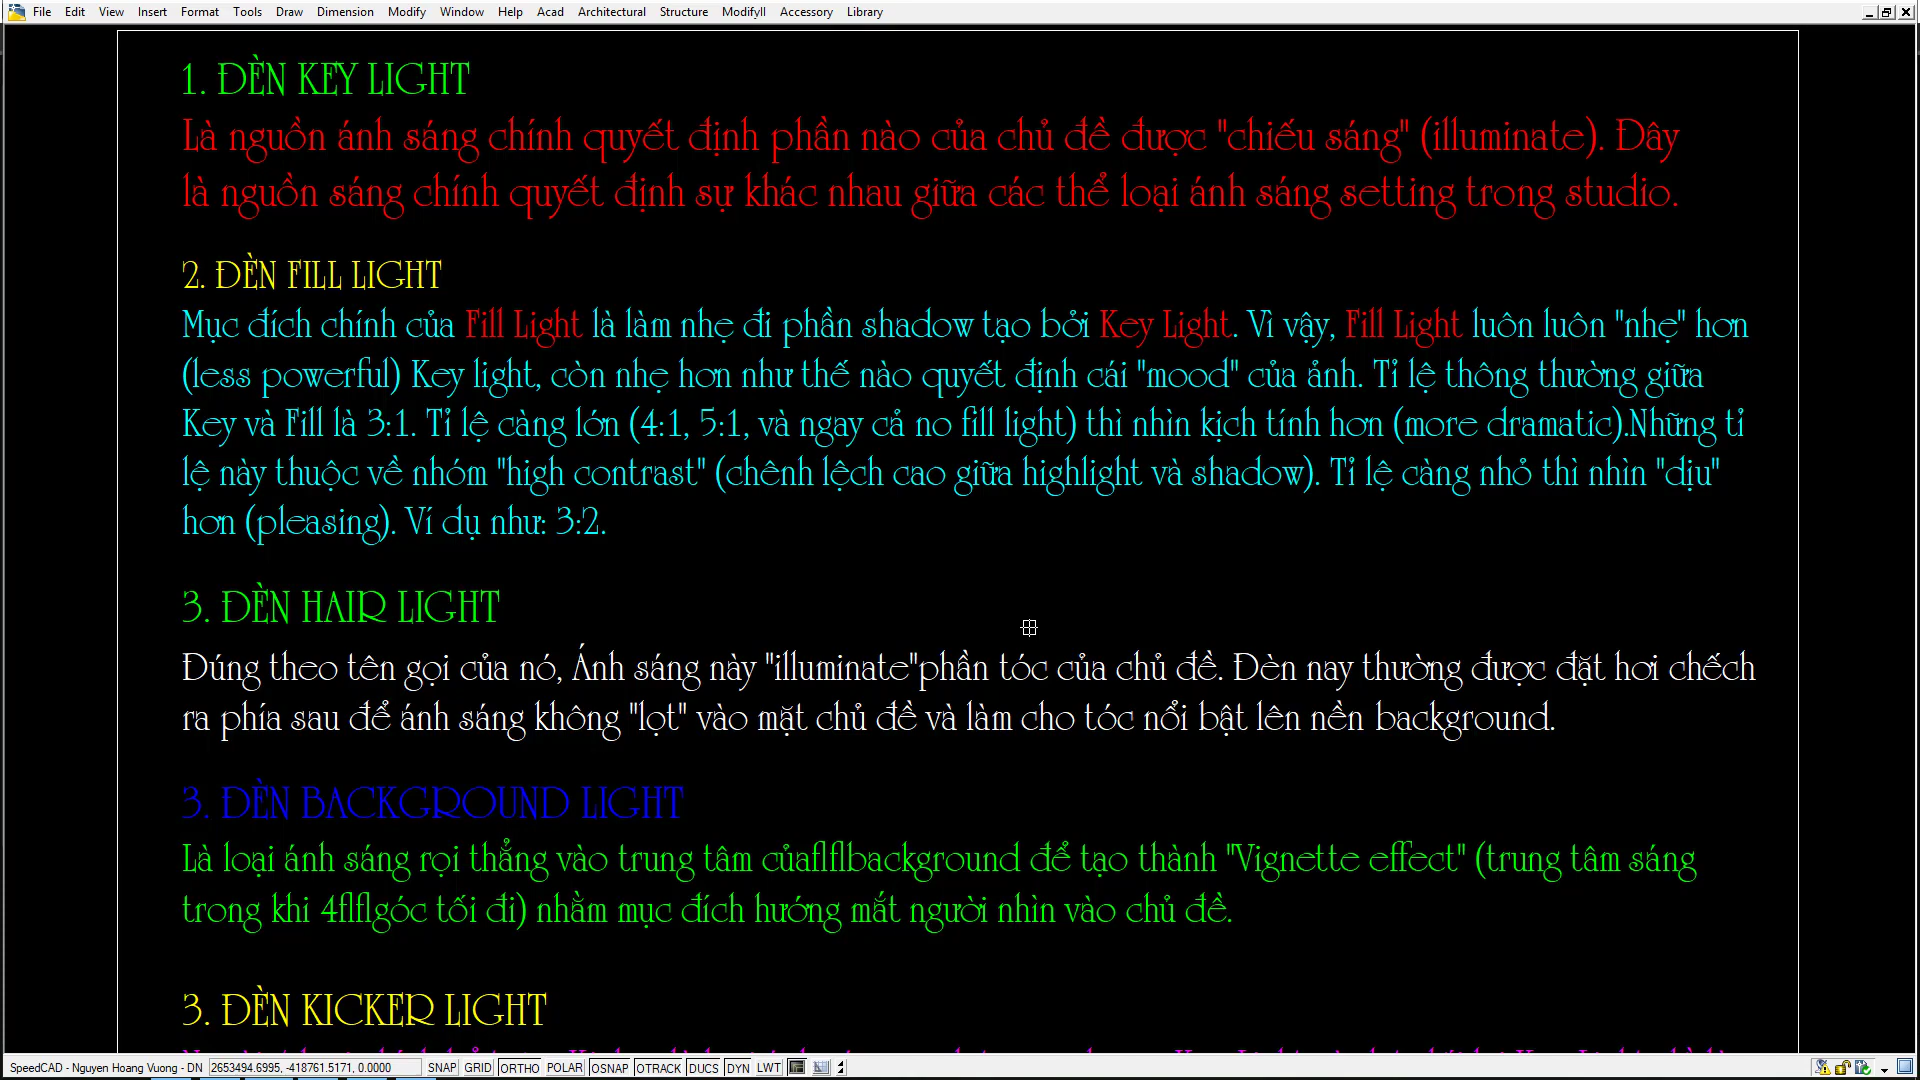 File Edit View Insert Format Tools Draw Dimension Modify Window Help Acad Architectural Structure ModifyII Accessory Library
1. ĐÈN KEY LIGHT
Là nguồn ánh sáng chính quyết định phần nào của chủ đề được "chiếu sáng" (illuminate). Đây
là nguồn sáng chính quyết định sự khác nhau giữa các thể loại ánh sáng setting trong studio.
2. ĐÈN FILL LIGHT
Mục đích chính của Fill Light là làm nhẹ đi phần shadow tạo bởi Key Light. Vì vậy, Fill Light luôn luôn "nhẹ" hơn
(less powerful) Key light, còn nhẹ hơn như thế nào quyết định cái "mood" của ảnh. Tỉ lệ thông thường giữa
Key và Fill là 3:1. Tỉ lệ càng lớn (4:1, 5:1, và ngay cả no fill light) thì nhìn kịch tính hơn (more dramatic).Những tỉ
lệ này thuộc về nhóm "high contrast" (chênh lệch cao giữa highlight và shadow). Tỉ lệ càng nhỏ thì nhìn "dịu"
hơn (pleasing). Ví dụ như: 3:2.
3. ĐÈN HAIR LIGHT
Đúng theo tên gọi của nó, Ánh sáng này "illuminate"phần tóc của chủ đề. Đèn nay thường được đặt hơi chếch
ra phía sau để ánh sáng không "lọt" vào mặt chủ đề và làm cho tóc nổi bật lên nền background.
3. ĐÈN BACKGROUND LIGHT
Là loại ánh sáng rọi thẳng vào trung tâm củaflflbackground để tạo thành "Vignette effect" (trung tâm sáng
trong khi 4flflgóc tối đi) nhằm mục đích hướng mắt người nhìn vào chủ đề.
3. ĐÈN KICKER LIGHT
SpeedCAD - Nguyen Hoang Vuong - DN 2653494.6995, -418761.5171, 0.0000 SNAP GRID ORTHO POLAR OSNAP OTRACK DUCS DYN LWT